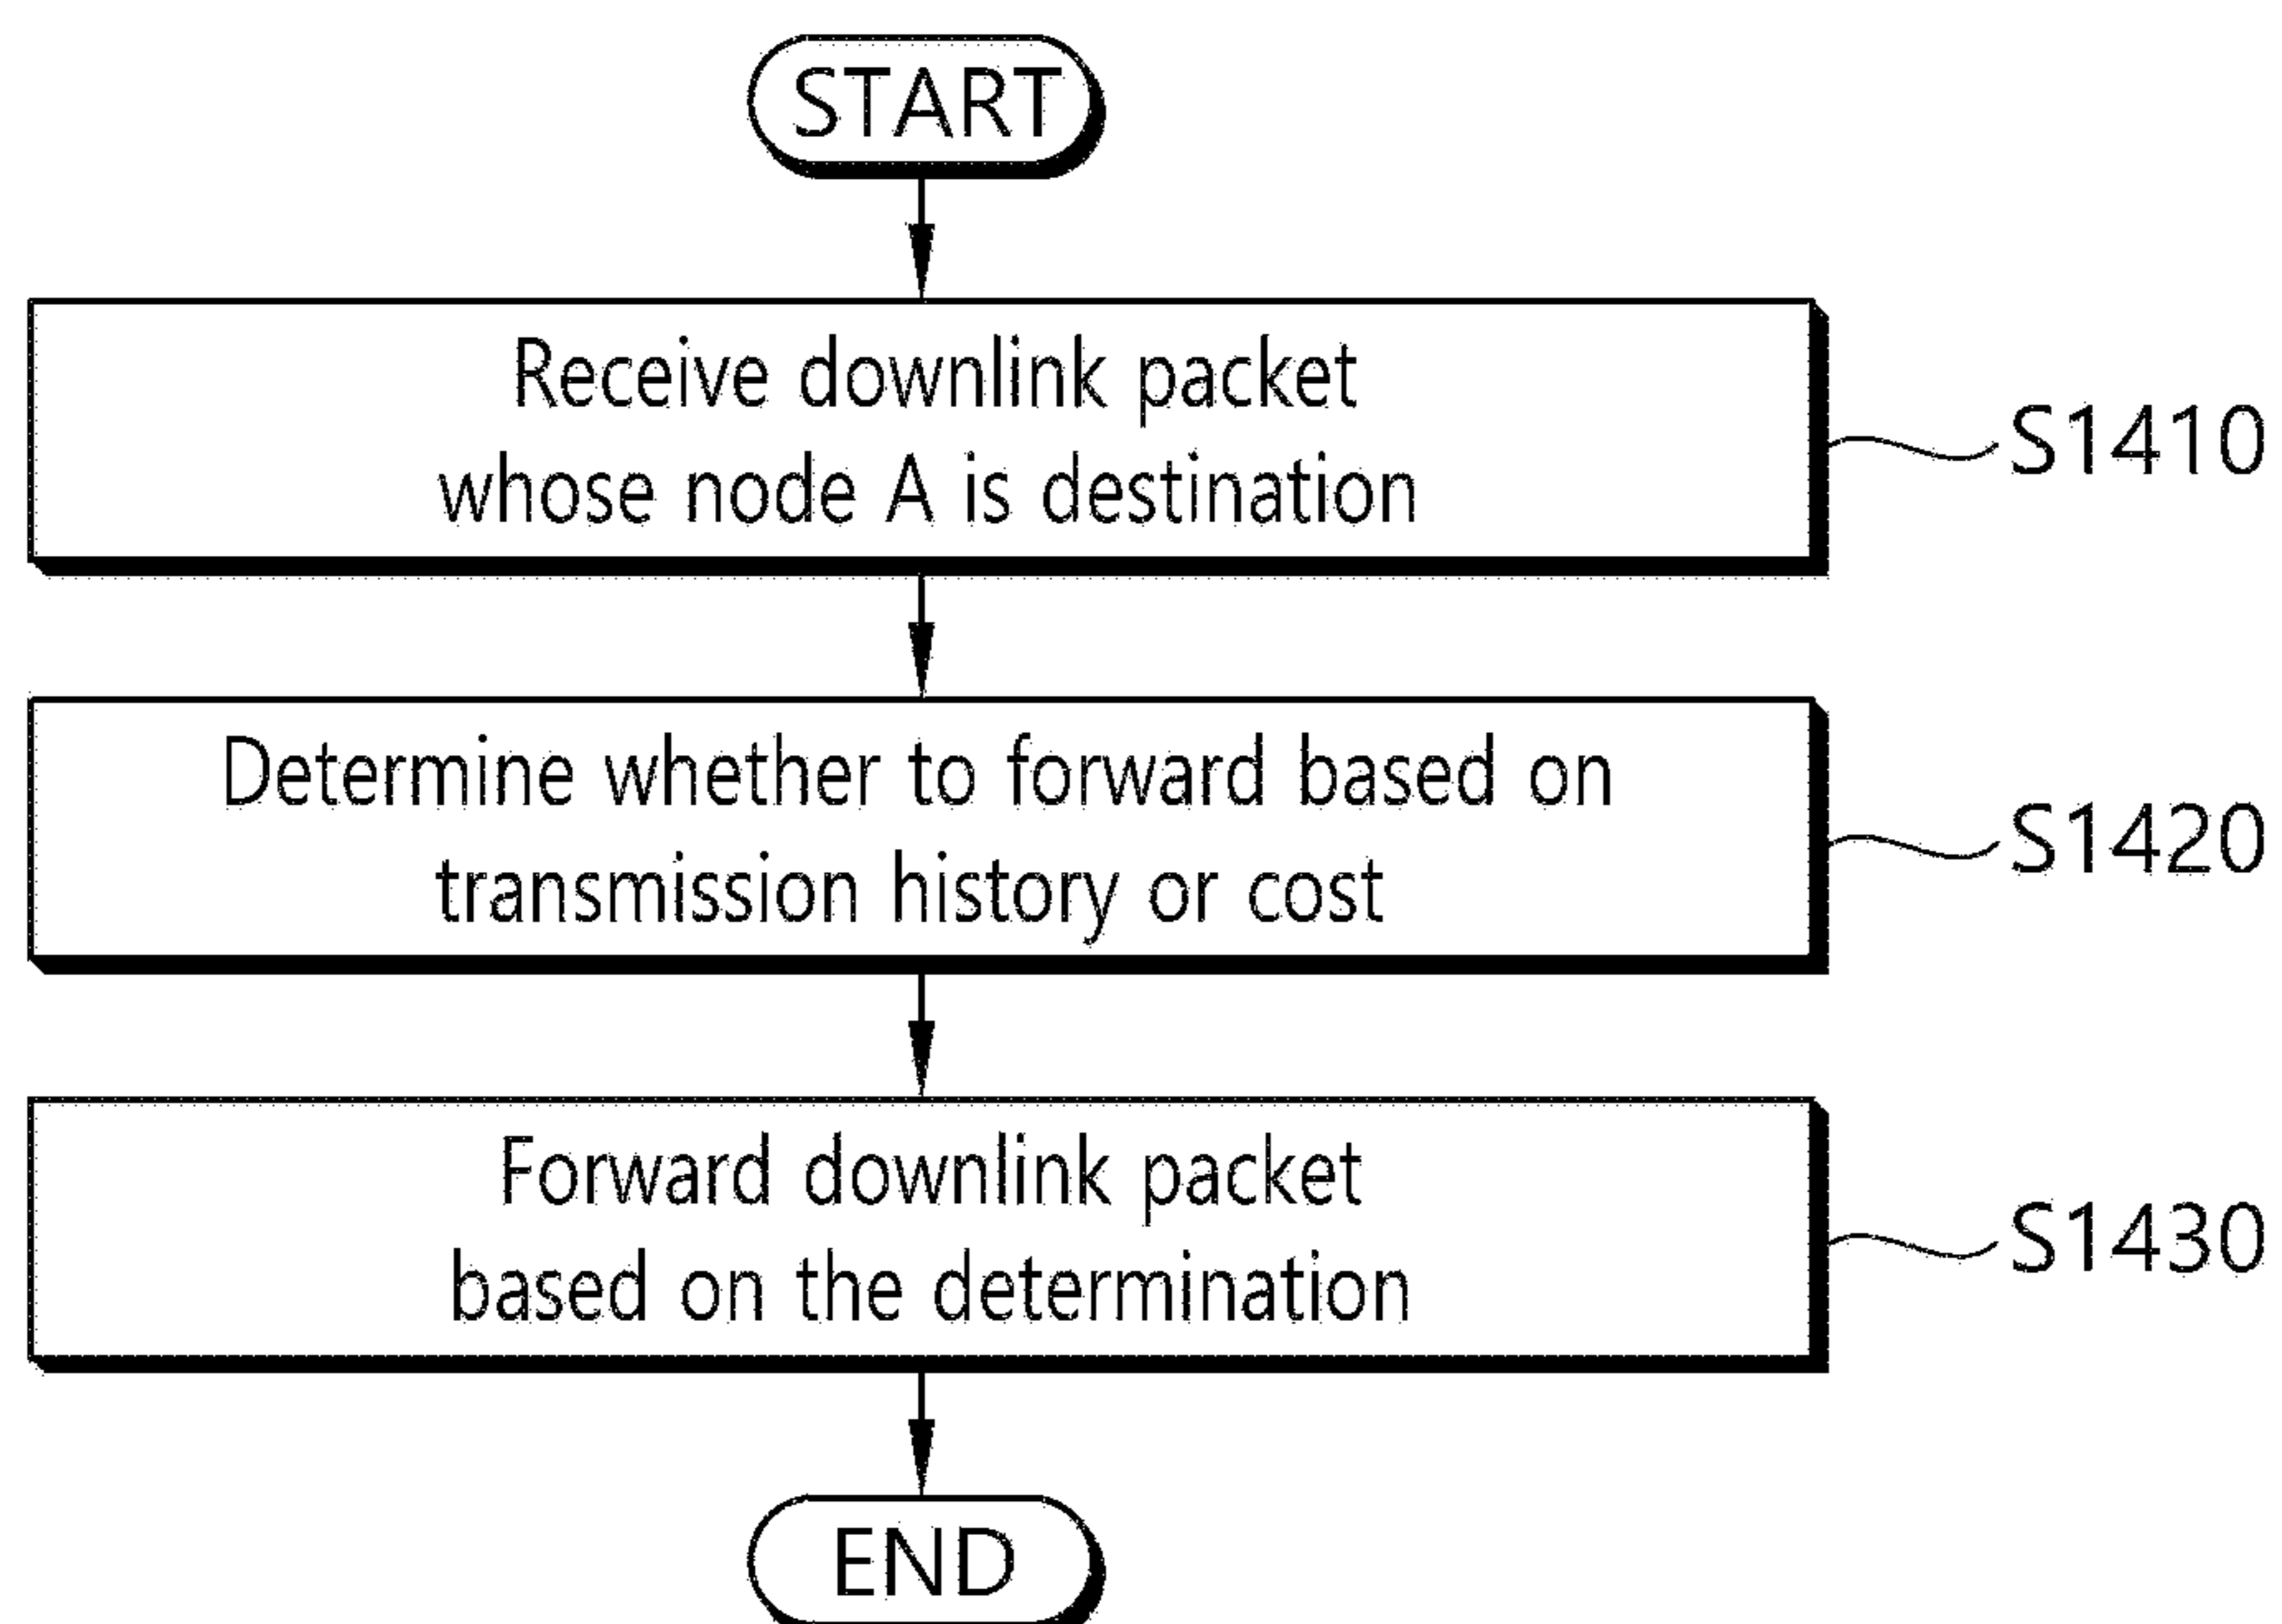 START
Receive downlink packet
whose node A is destination
S1410
Determine whether to forward based on
transmission history or cost
S1420
Forward downlink packet
based on the determination
S1430
END